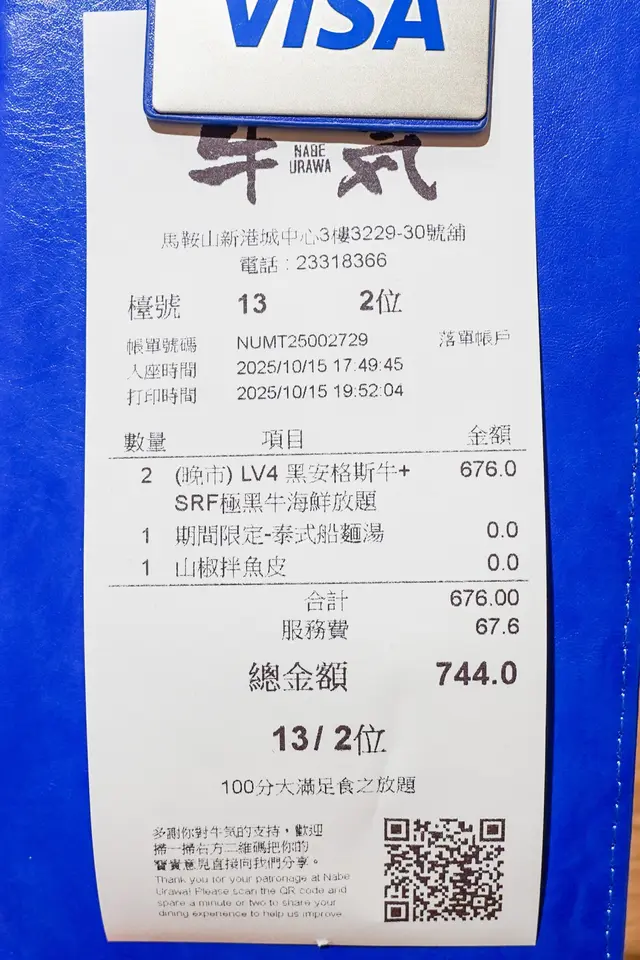 VISA
牛気
NABE
URAWA
馬鞍山新港城中心3樓3229-30號舖
電話 : 23318366
檯號 13 2位
帳單號碼 NUMT25002729 落單帳戶
入座時間 2025/10/15 17:49:45
打印時間 2025/10/15 19:52:04
數量 項目 金額
2 (晚市) LV4 黑安格斯牛+ 676.0
SRF極黑牛海鮮放題
1 期間限定-泰式船麵湯 0.0
1 山椒拌魚皮 0.0
合計 676.00
服務費 67.6
總金額 744.0
13/ 2位
100分大滿足食之放題
多謝你對牛気的支持，歡迎
掃一掃右方二維碼把你的
寶貴意見直接向我們分享。
Thank you for your patronage at Nabe
Urawa! Please scan the QR code and
spare a minute or two to share your
dining experience to help us improve